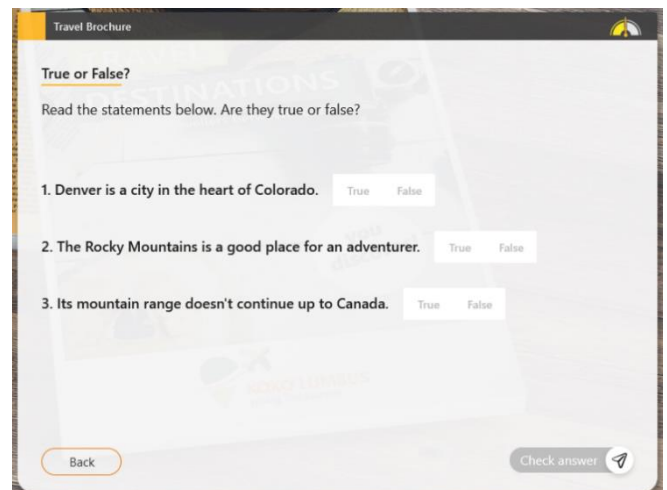 Travel Brochure
True or False?
Read the statements below. Are they true or false?
1. Denver is a city in the heart of Colorado. True False
2. The Rocky Mountains is a good place for an adventurer. True False
3. Its mountain range doesn't continue up to Canada. True False
Back Check answer